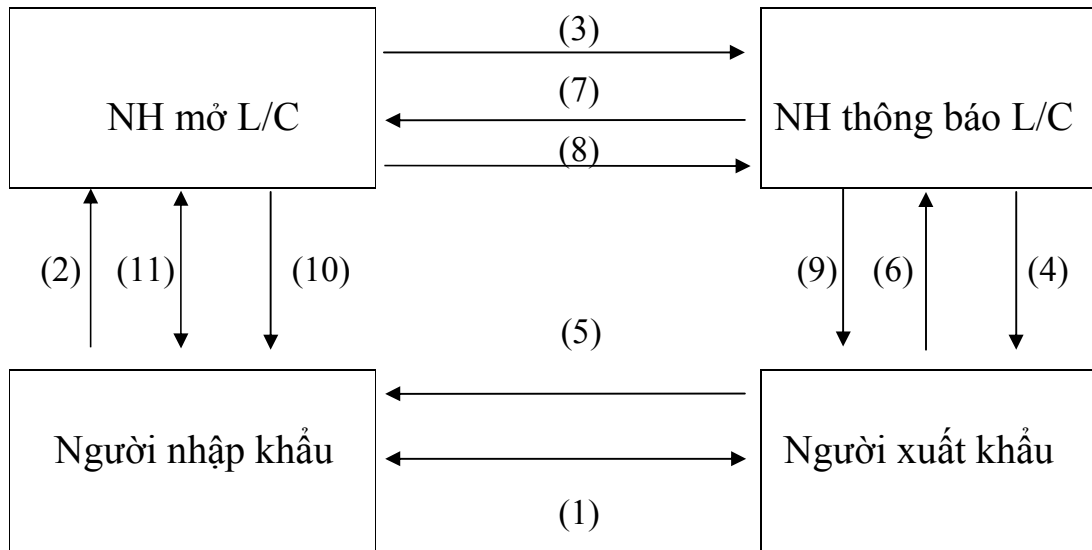 (3)
(7)
NH mở L/C
NH thông báo L/C
(8)
(2)
(11)
(10)
(9)
(6)
(4)
(5)
Người nhập khẩu
Người xuất khẩu
(1)